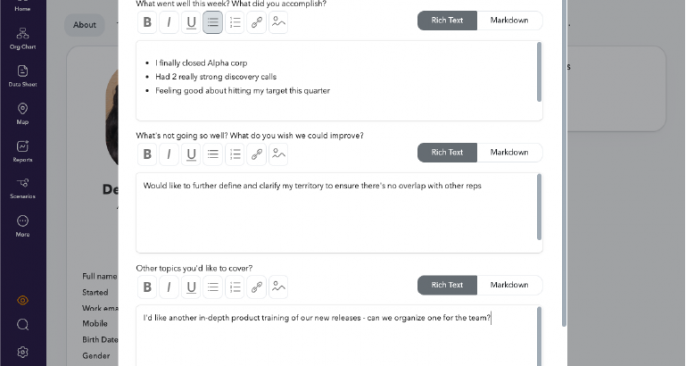 Home
Org Chart
Data Sheet
Map
Reports
Scenarios
More
About
De
Full name
Started
Work ema
Mobile
Birth Date
Gender
What went well this week? What did you accomplish?
B I U
Rich Text Markdown
• I finally closed Alpha corp
• Had 2 really strong discovery calls
• Feeling good about hitting my target this quarter
What's not going so well? What do you wish we could improve?
B I U
Rich Text Markdown
Would like to further define and clarify my territory to ensure there's no overlap with other reps
Other topics you'd like to cover?
B I U
Rich Text Markdown
I'd like another in-depth product training of our new releases - can we organize one for the team?
s